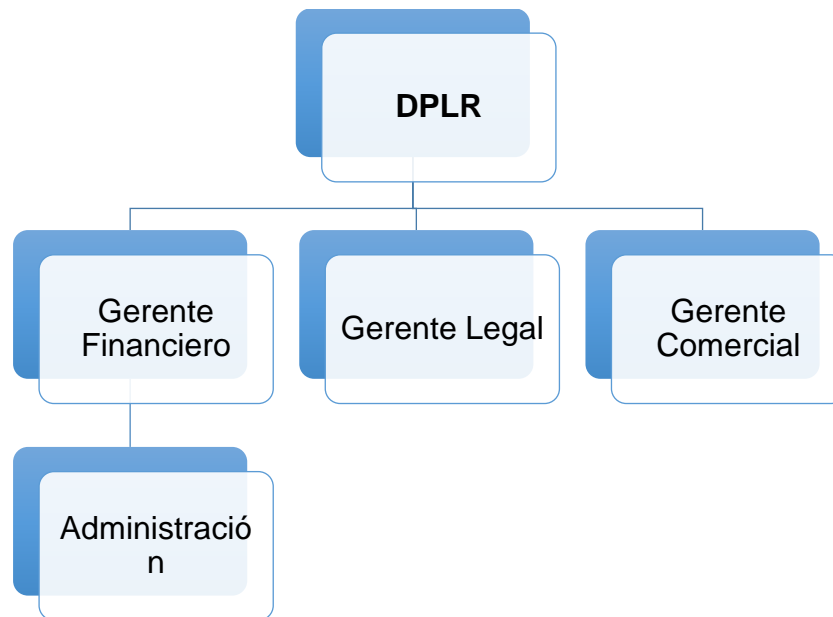 DPLR
Gerente
Financiero
Gerente Legal
Gerente
Comercial
Administració
n